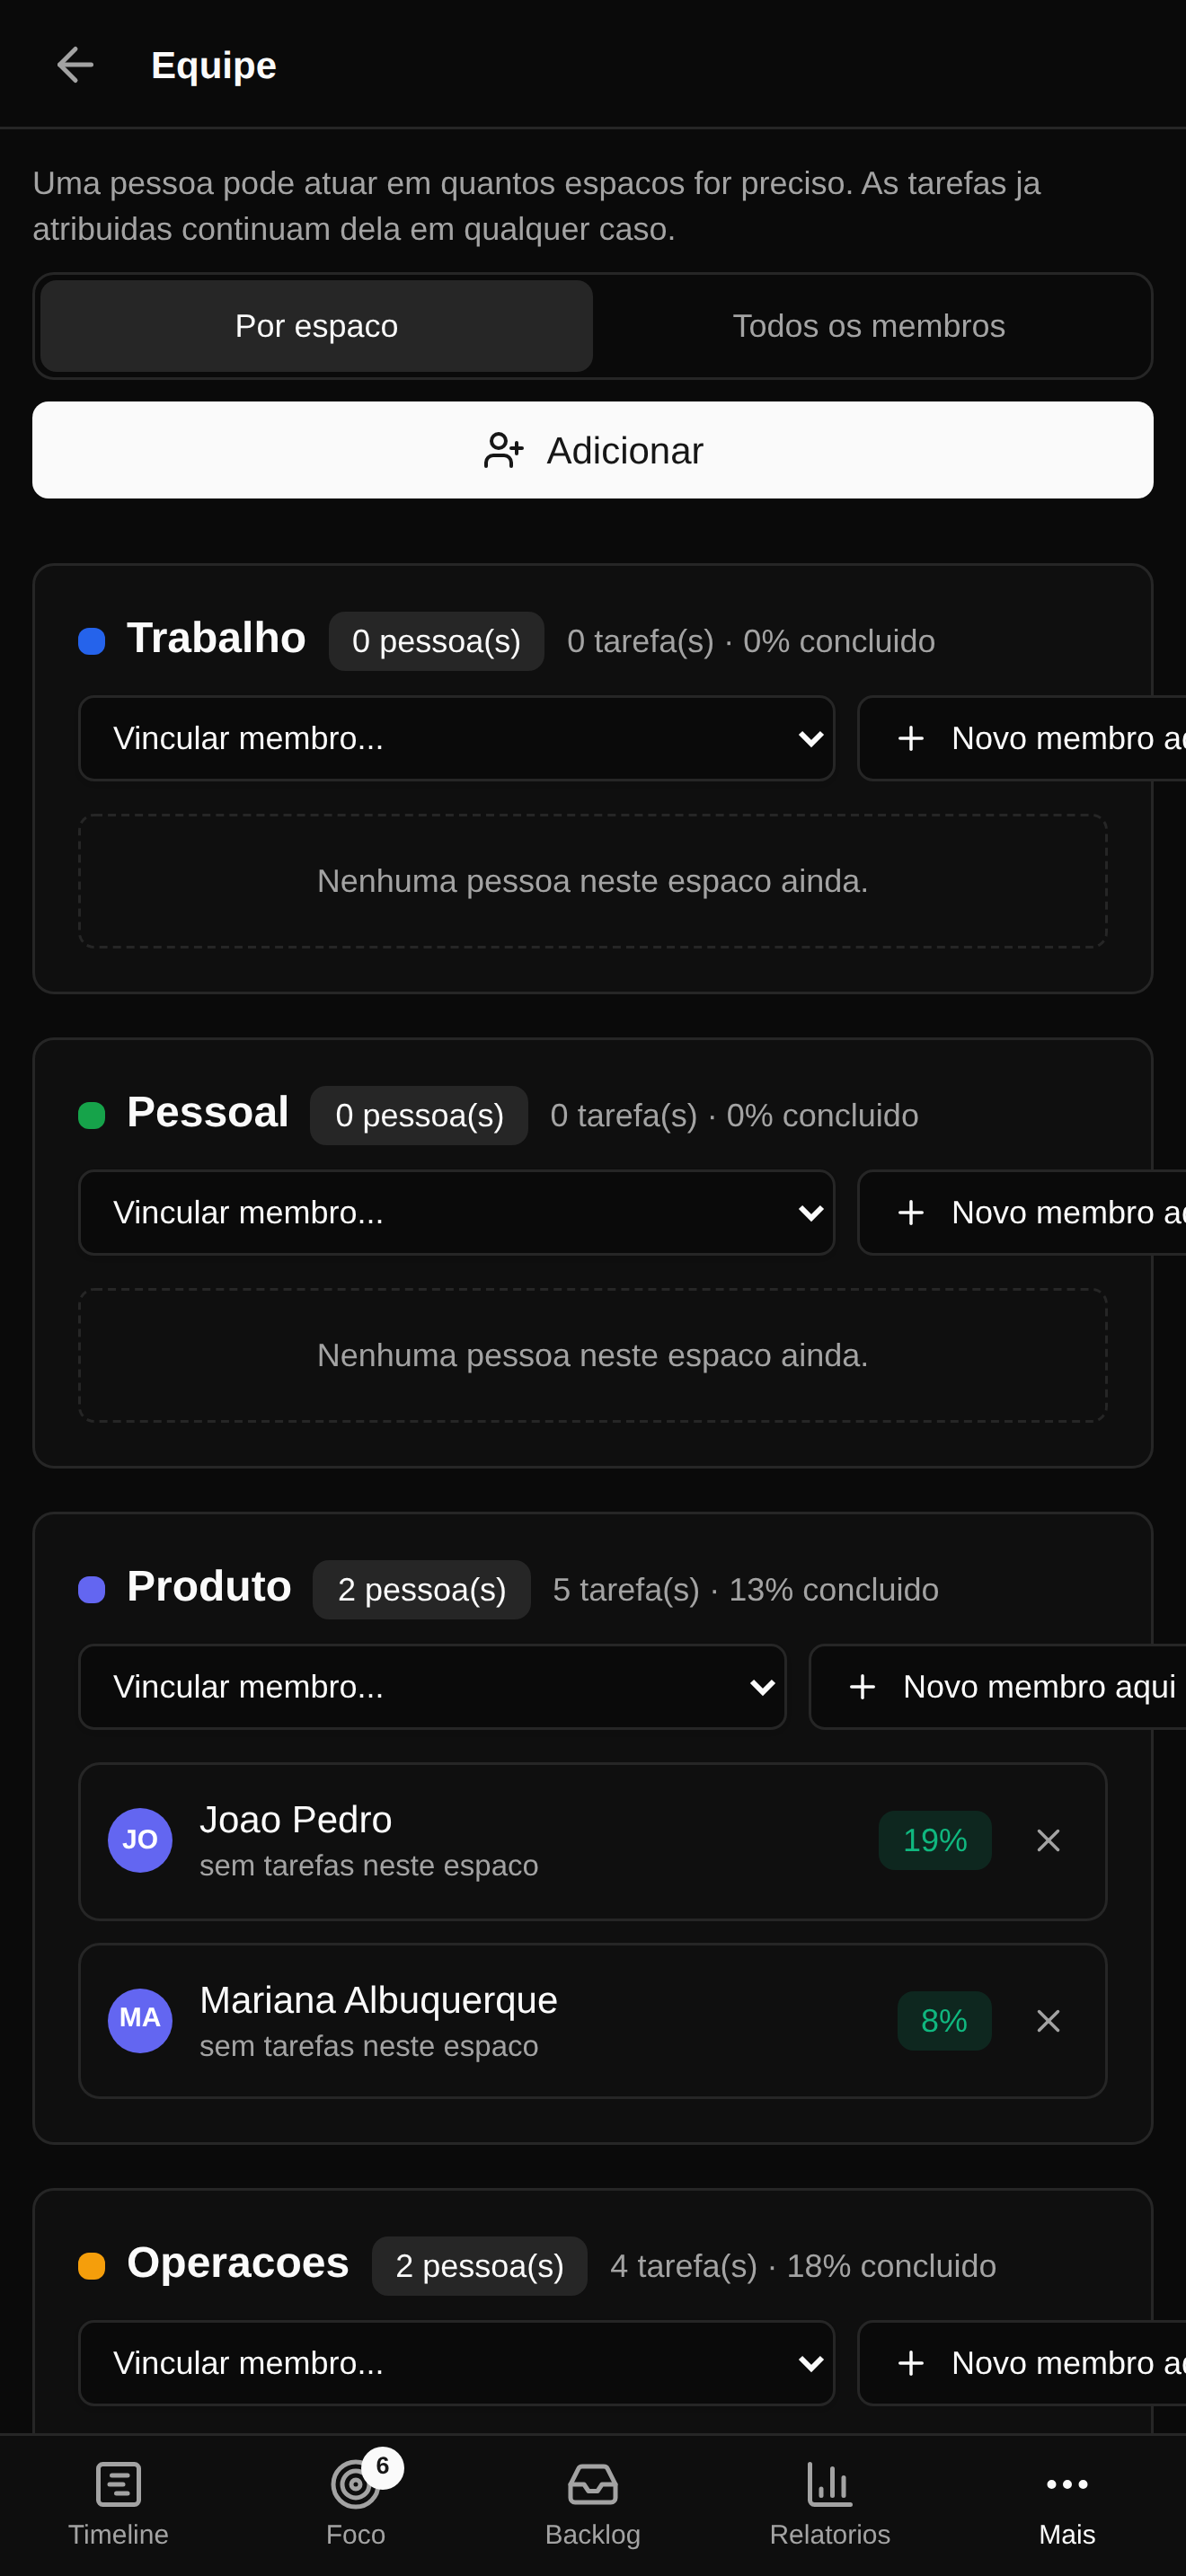 Equipe
Uma pessoa pode atuar em quantos espacos for preciso. As tarefas ja
atribuidas continuam dela em qualquer caso.
Por espaco Todos os membros
Adicionar
Trabalho 0 pessoa(s) 0 tarefa(s) · 0% concluido
Vincular membro... Novo membro
Nenhuma pessoa neste espaco ainda.
Pessoal 0 pessoa(s) 0 tarefa(s) · 0% concluido
Vincular membro... Novo membro
Nenhuma pessoa neste espaco ainda.
Produto 2 pessoa(s) 5 tarefa(s) · 13% concluido
Vincular membro... Novo membro aqui
JO Joao Pedro 19%
sem tarefas neste espaco
MA Mariana Albuquerque 8%
sem tarefas neste espaco
Operacoes 2 pessoa(s) 4 tarefa(s) · 18% concluido
Vincular membro... Novo membro
6
Timeline Foco Backlog Relatorios Mais